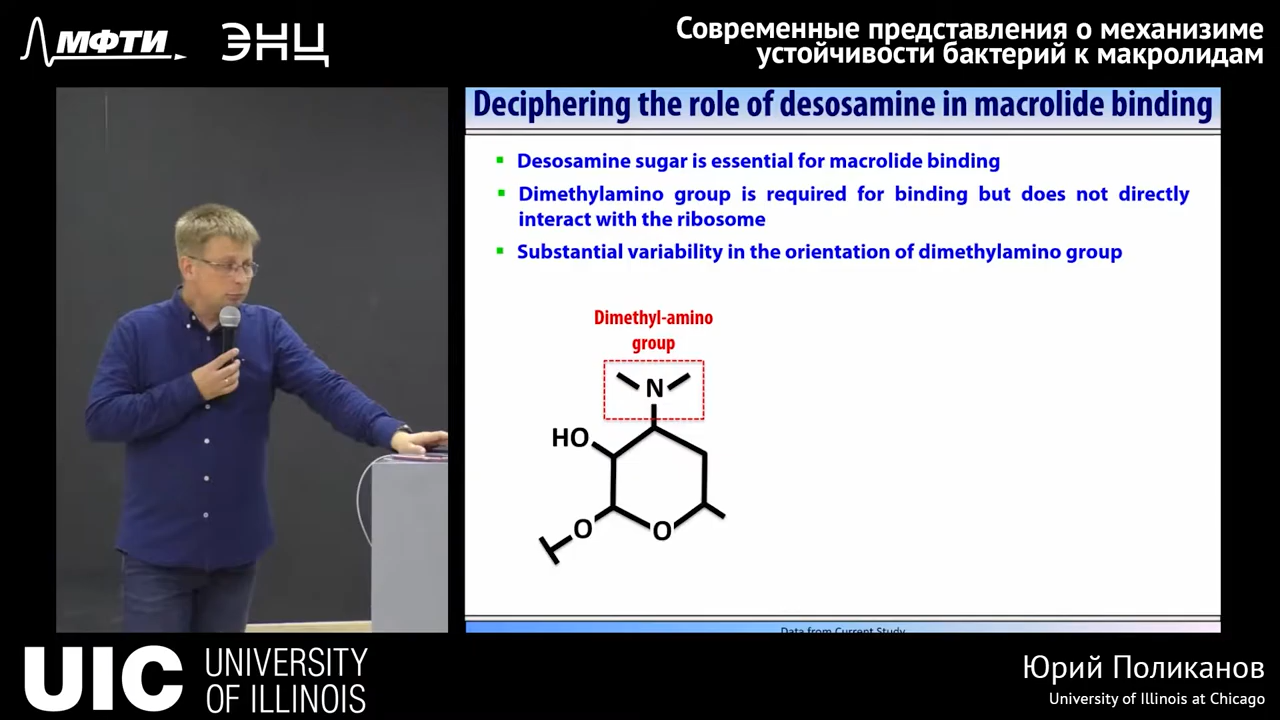 МФТИ
ЭНЦ
Современные представления о механизиме
устойчивости бактерий к макролидам
Deciphering the role of desosamine in macrolide binding
Desosamine sugar is essential for macrolide binding
Dimethylamino group is required for binding but does not directly
interact with the ribosome
Substantial variability in the orientation of dimethylamino group
Dimethyl-amino
group
N
HO
O
O
Data from Current Study
UIC
UNIVERSITY
OF ILLINOIS
Юрий Поликанов
University of Illinois at Chicago